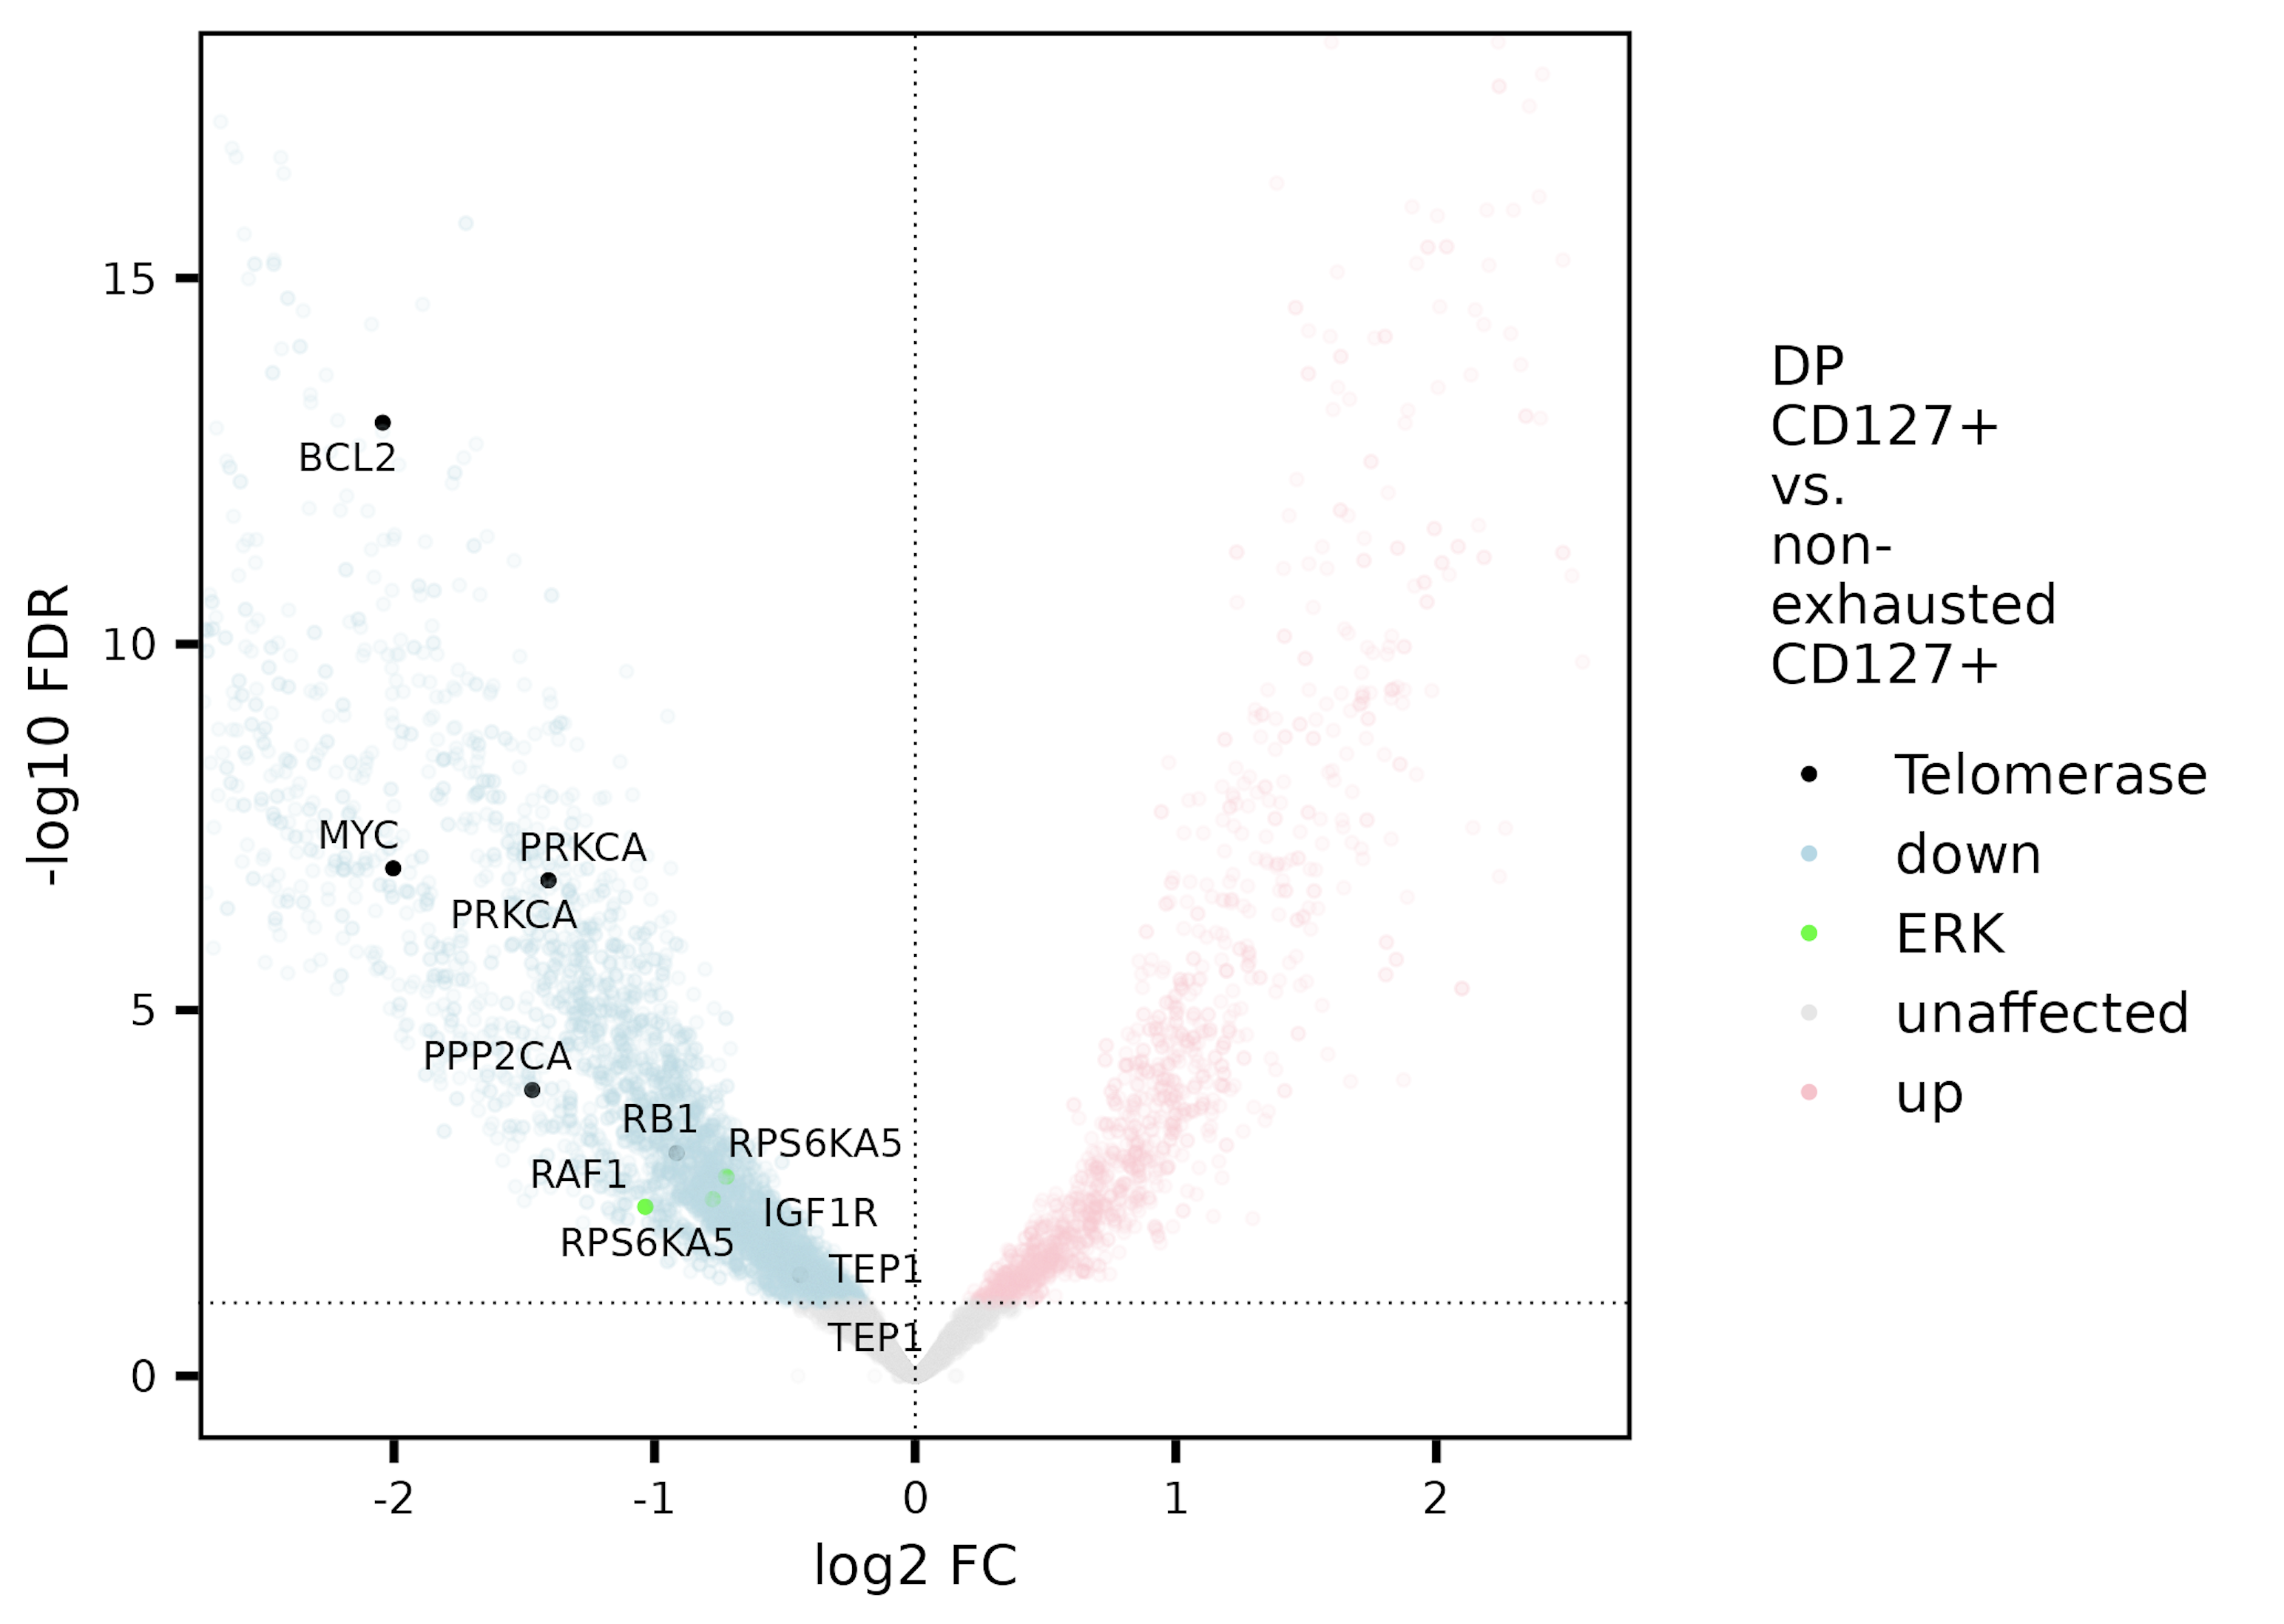 15
10
5
0
-log10 FDR
BCL2
MYC
PRKCA
PRKCA
PPP2CA
RB1
RPS6KA5
RAF1
IGF1R
RPS6KA5
TEP1
TEP1
-2
-1
0
1
2
log2 FC
DP
CD127+
vs.
non-
exhausted
CD127+
Telomerase
down
ERK
unaffected
up